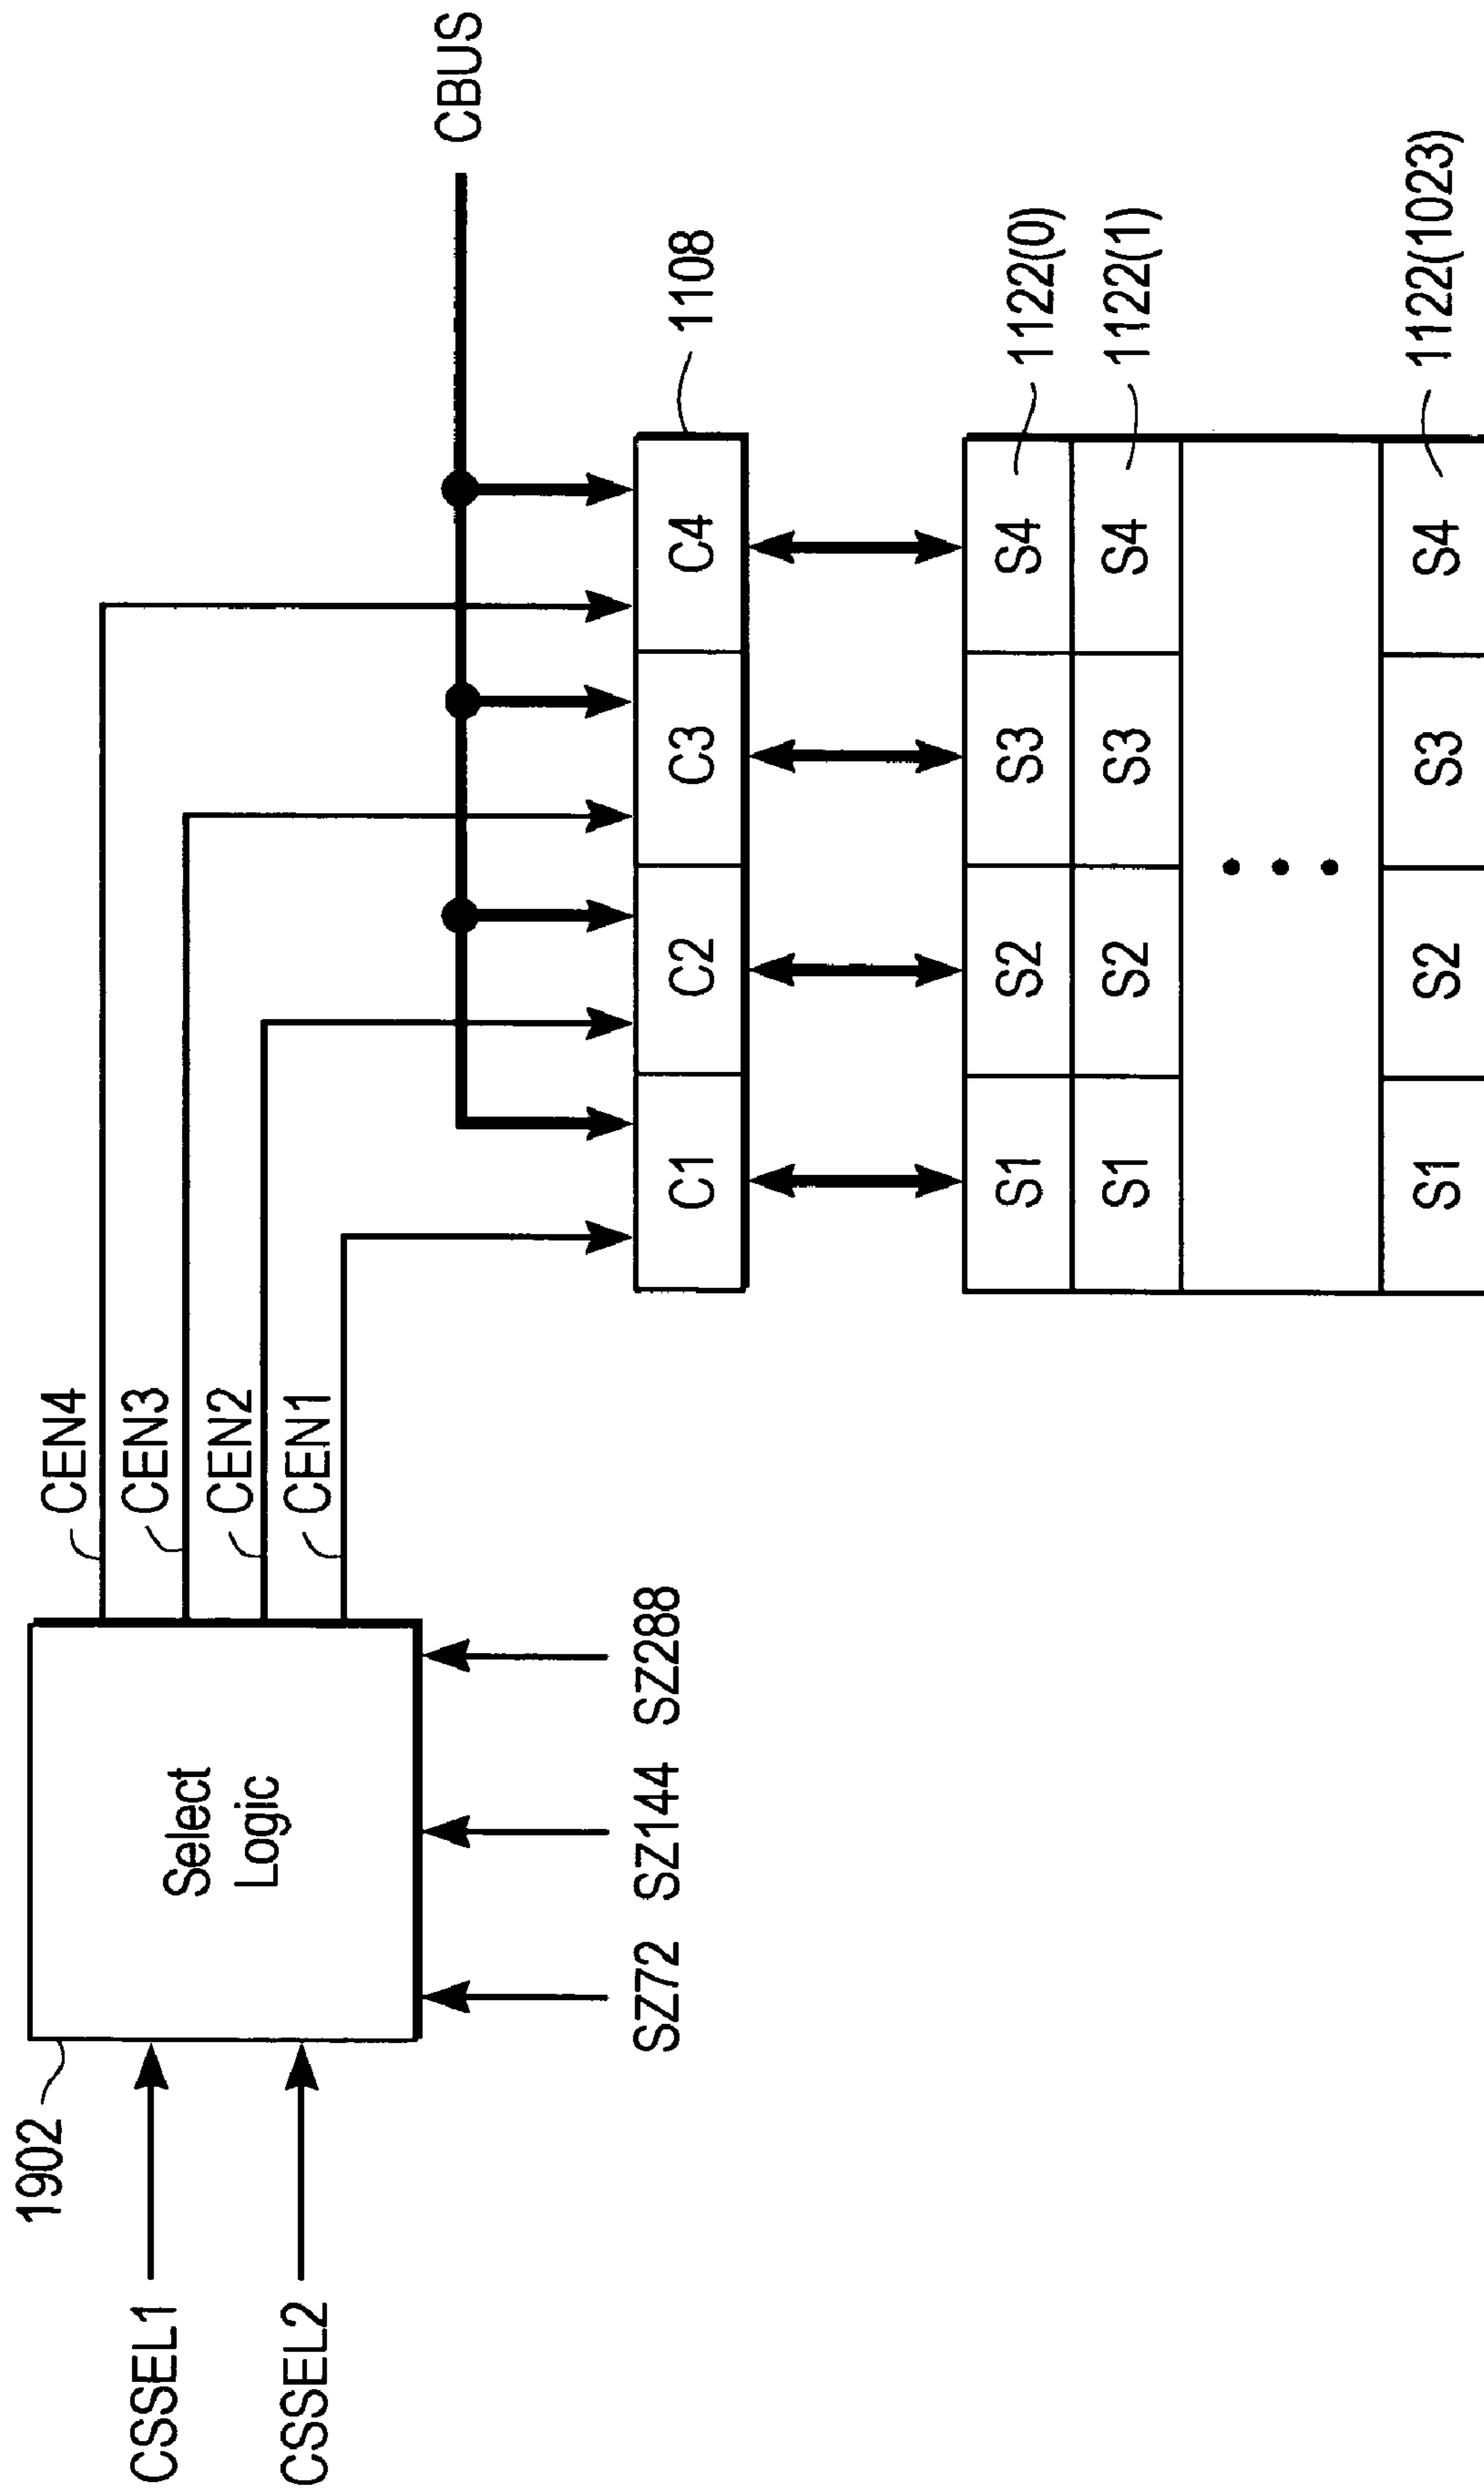 1902
CSSEL1
CSSEL2
Select
Logic
SZ72
SZ144
SZ288
CEN4
CEN3
CEN2
CEN1
CBUS
1108
C1
C2
C3
C4
S1
S2
S3
S4
1122(0)
S1
S2
S3
S4
1122(1)
S1
S2
S3
S4
1122(1023)